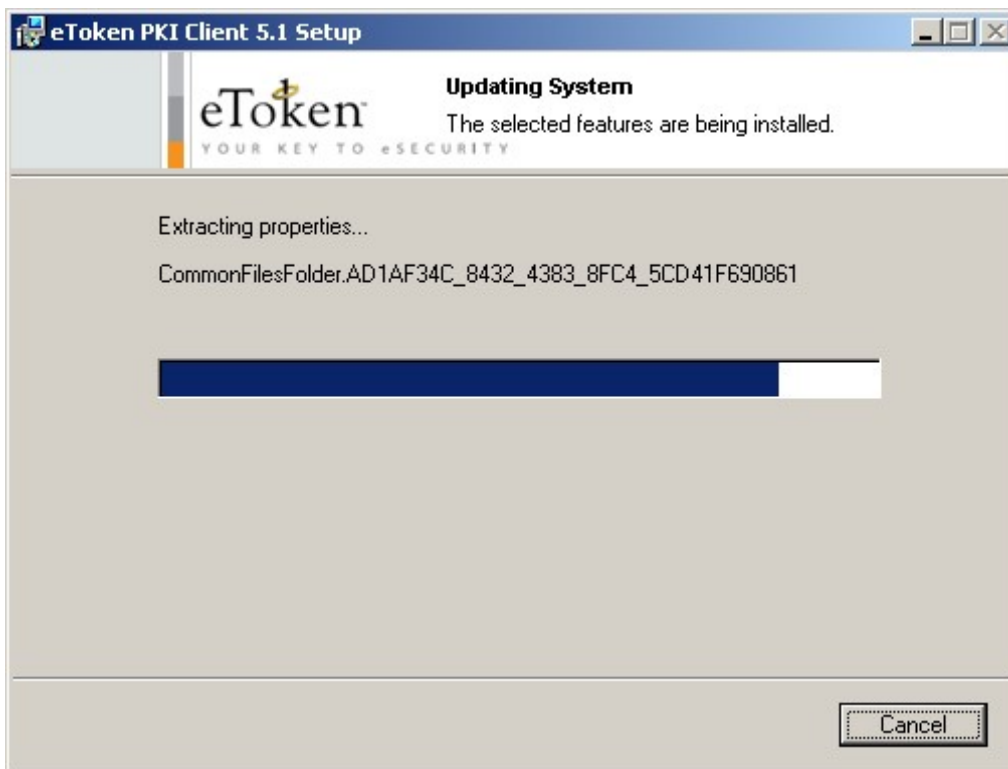 eToken PKI Client 5.1 Setup
eToken
YOUR KEY TO eSECURITY
Updating System
The selected features are being installed.
Extracting properties...
CommonFilesFolder.AD1AF34C_8432_4383_8FC4_5CD41F690861
Cancel